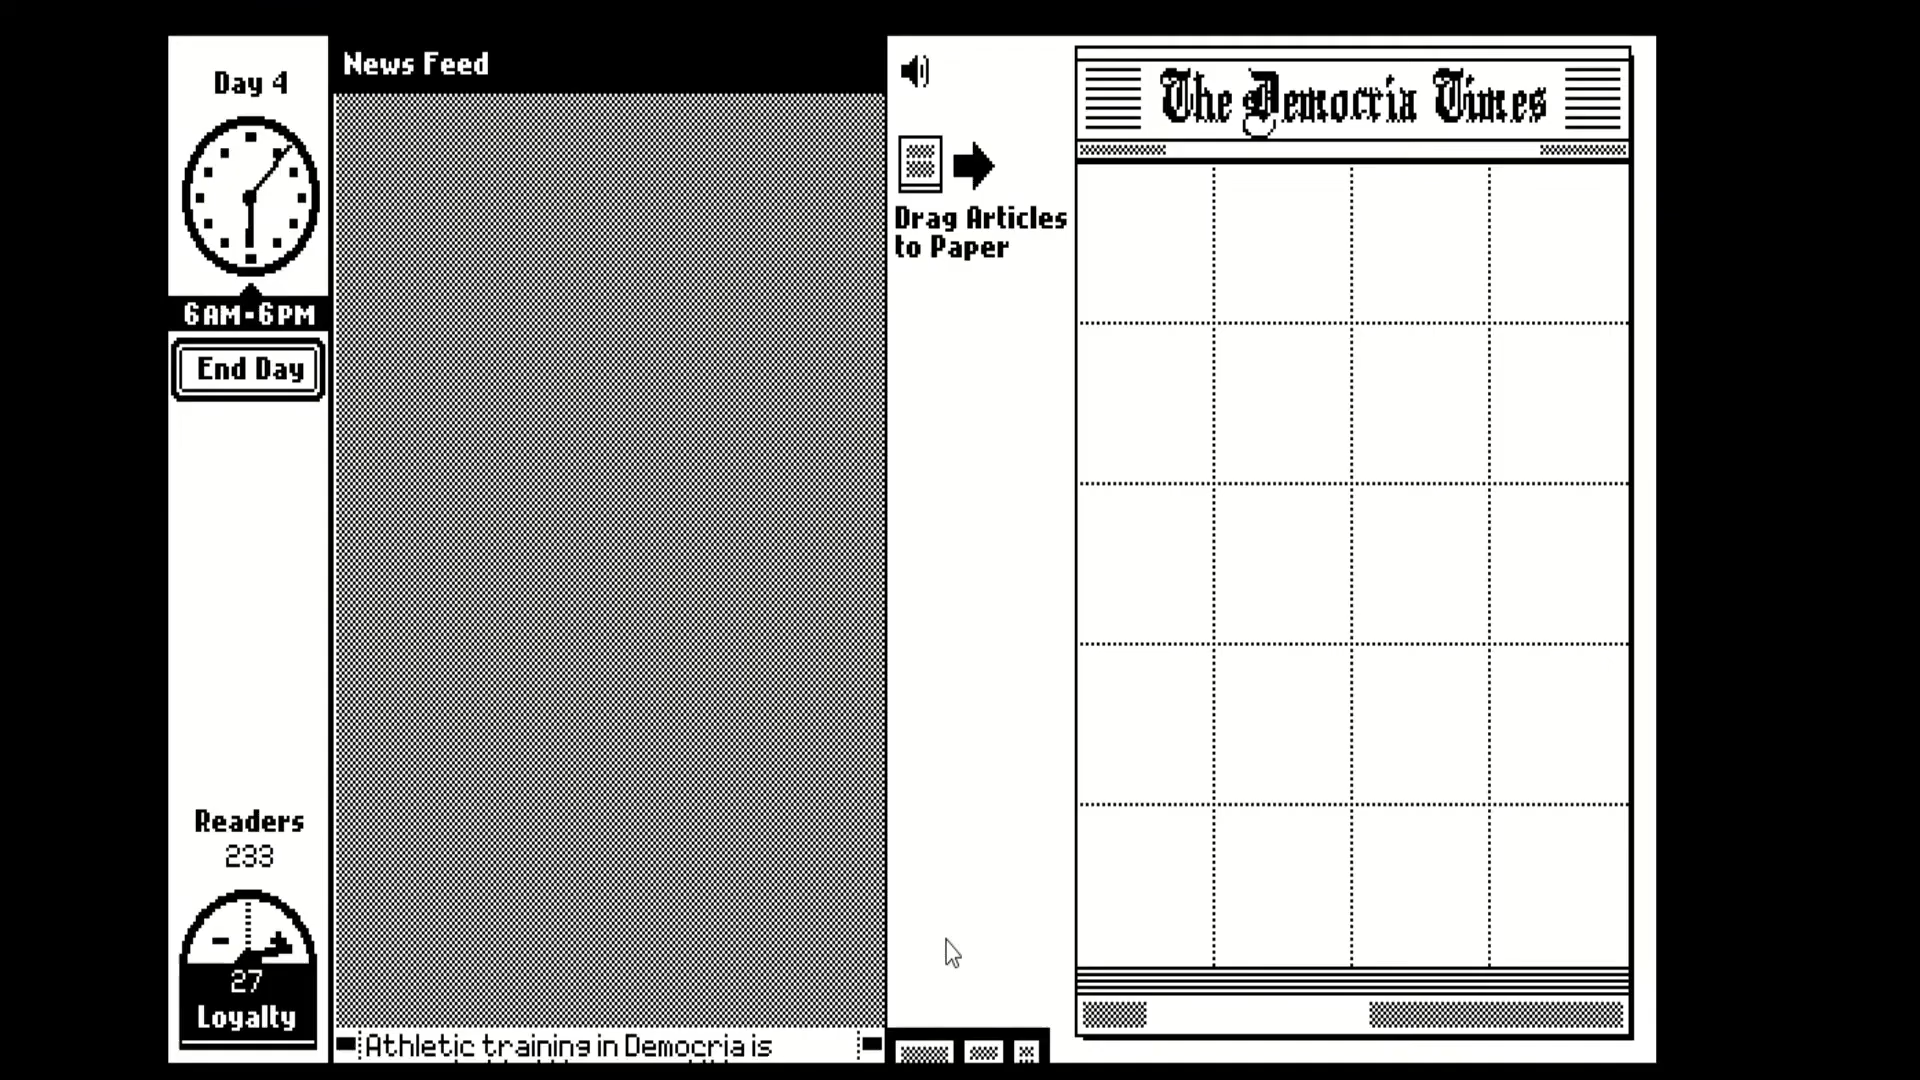 Day 4
6AM-6PM
End Day
Readers
233
27
Loyalty
News Feed
Athletic training in Democria is
Drag Articles
to Paper
The Democria Times